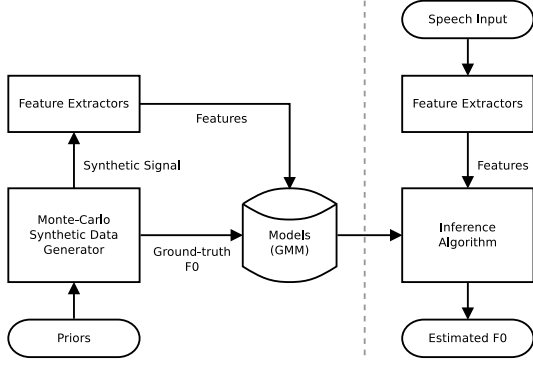 Speech Input
Feature Extractors
Features
Feature Extractors
Features
Synthetic Signal
Monte-Carlo
Synthetic Data
Generator
Ground-truth
F0
Models
(GMM)
Inference
Algorithm
Priors
Estimated F0